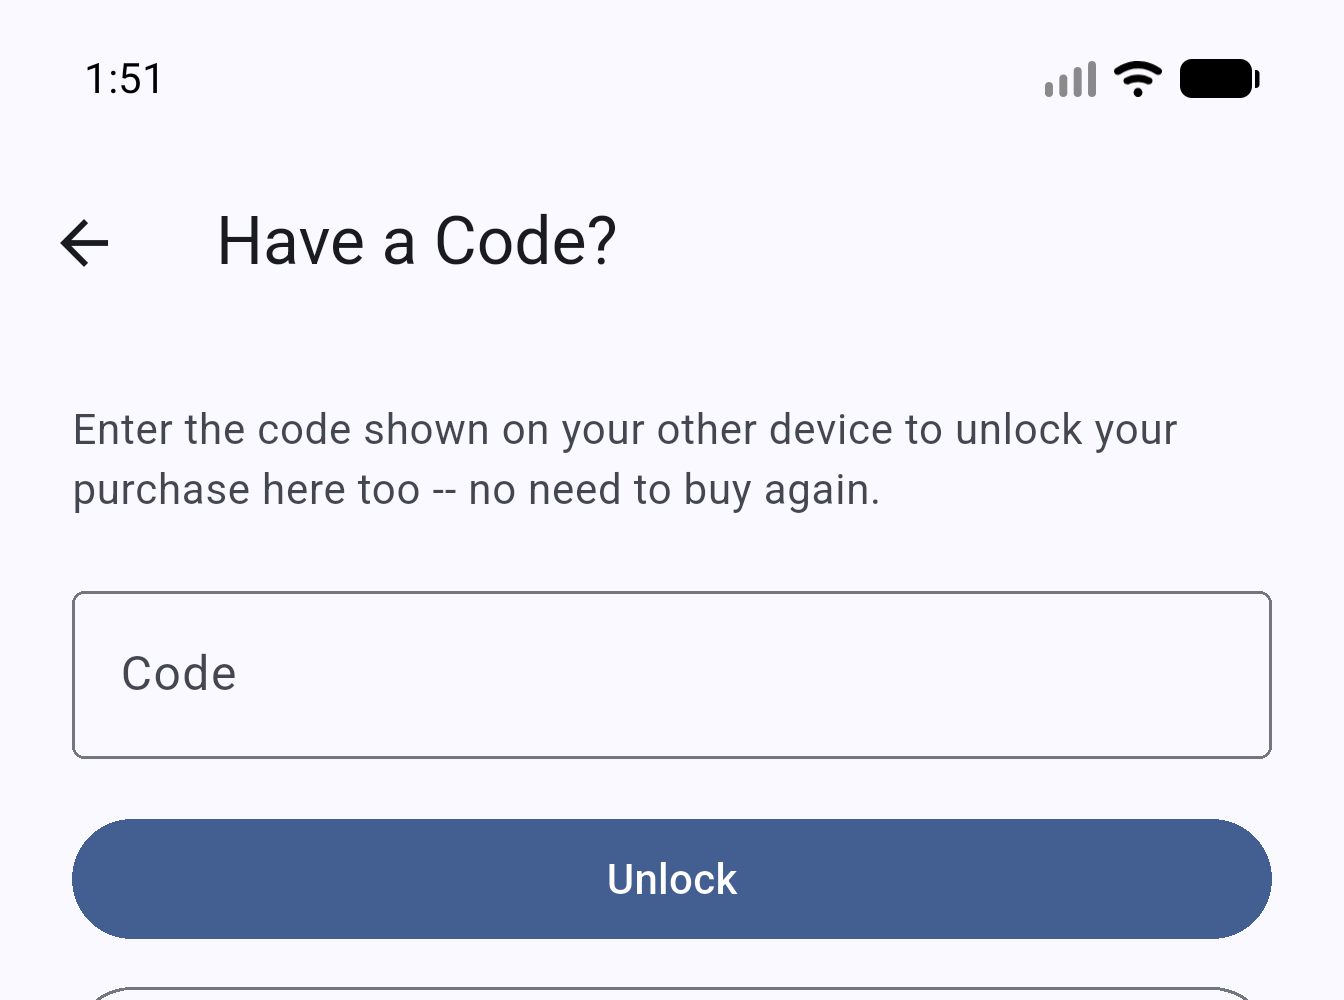 1:51
Have a Code?
Enter the code shown on your other device to unlock your
purchase here too -- no need to buy again.
Code
Unlock